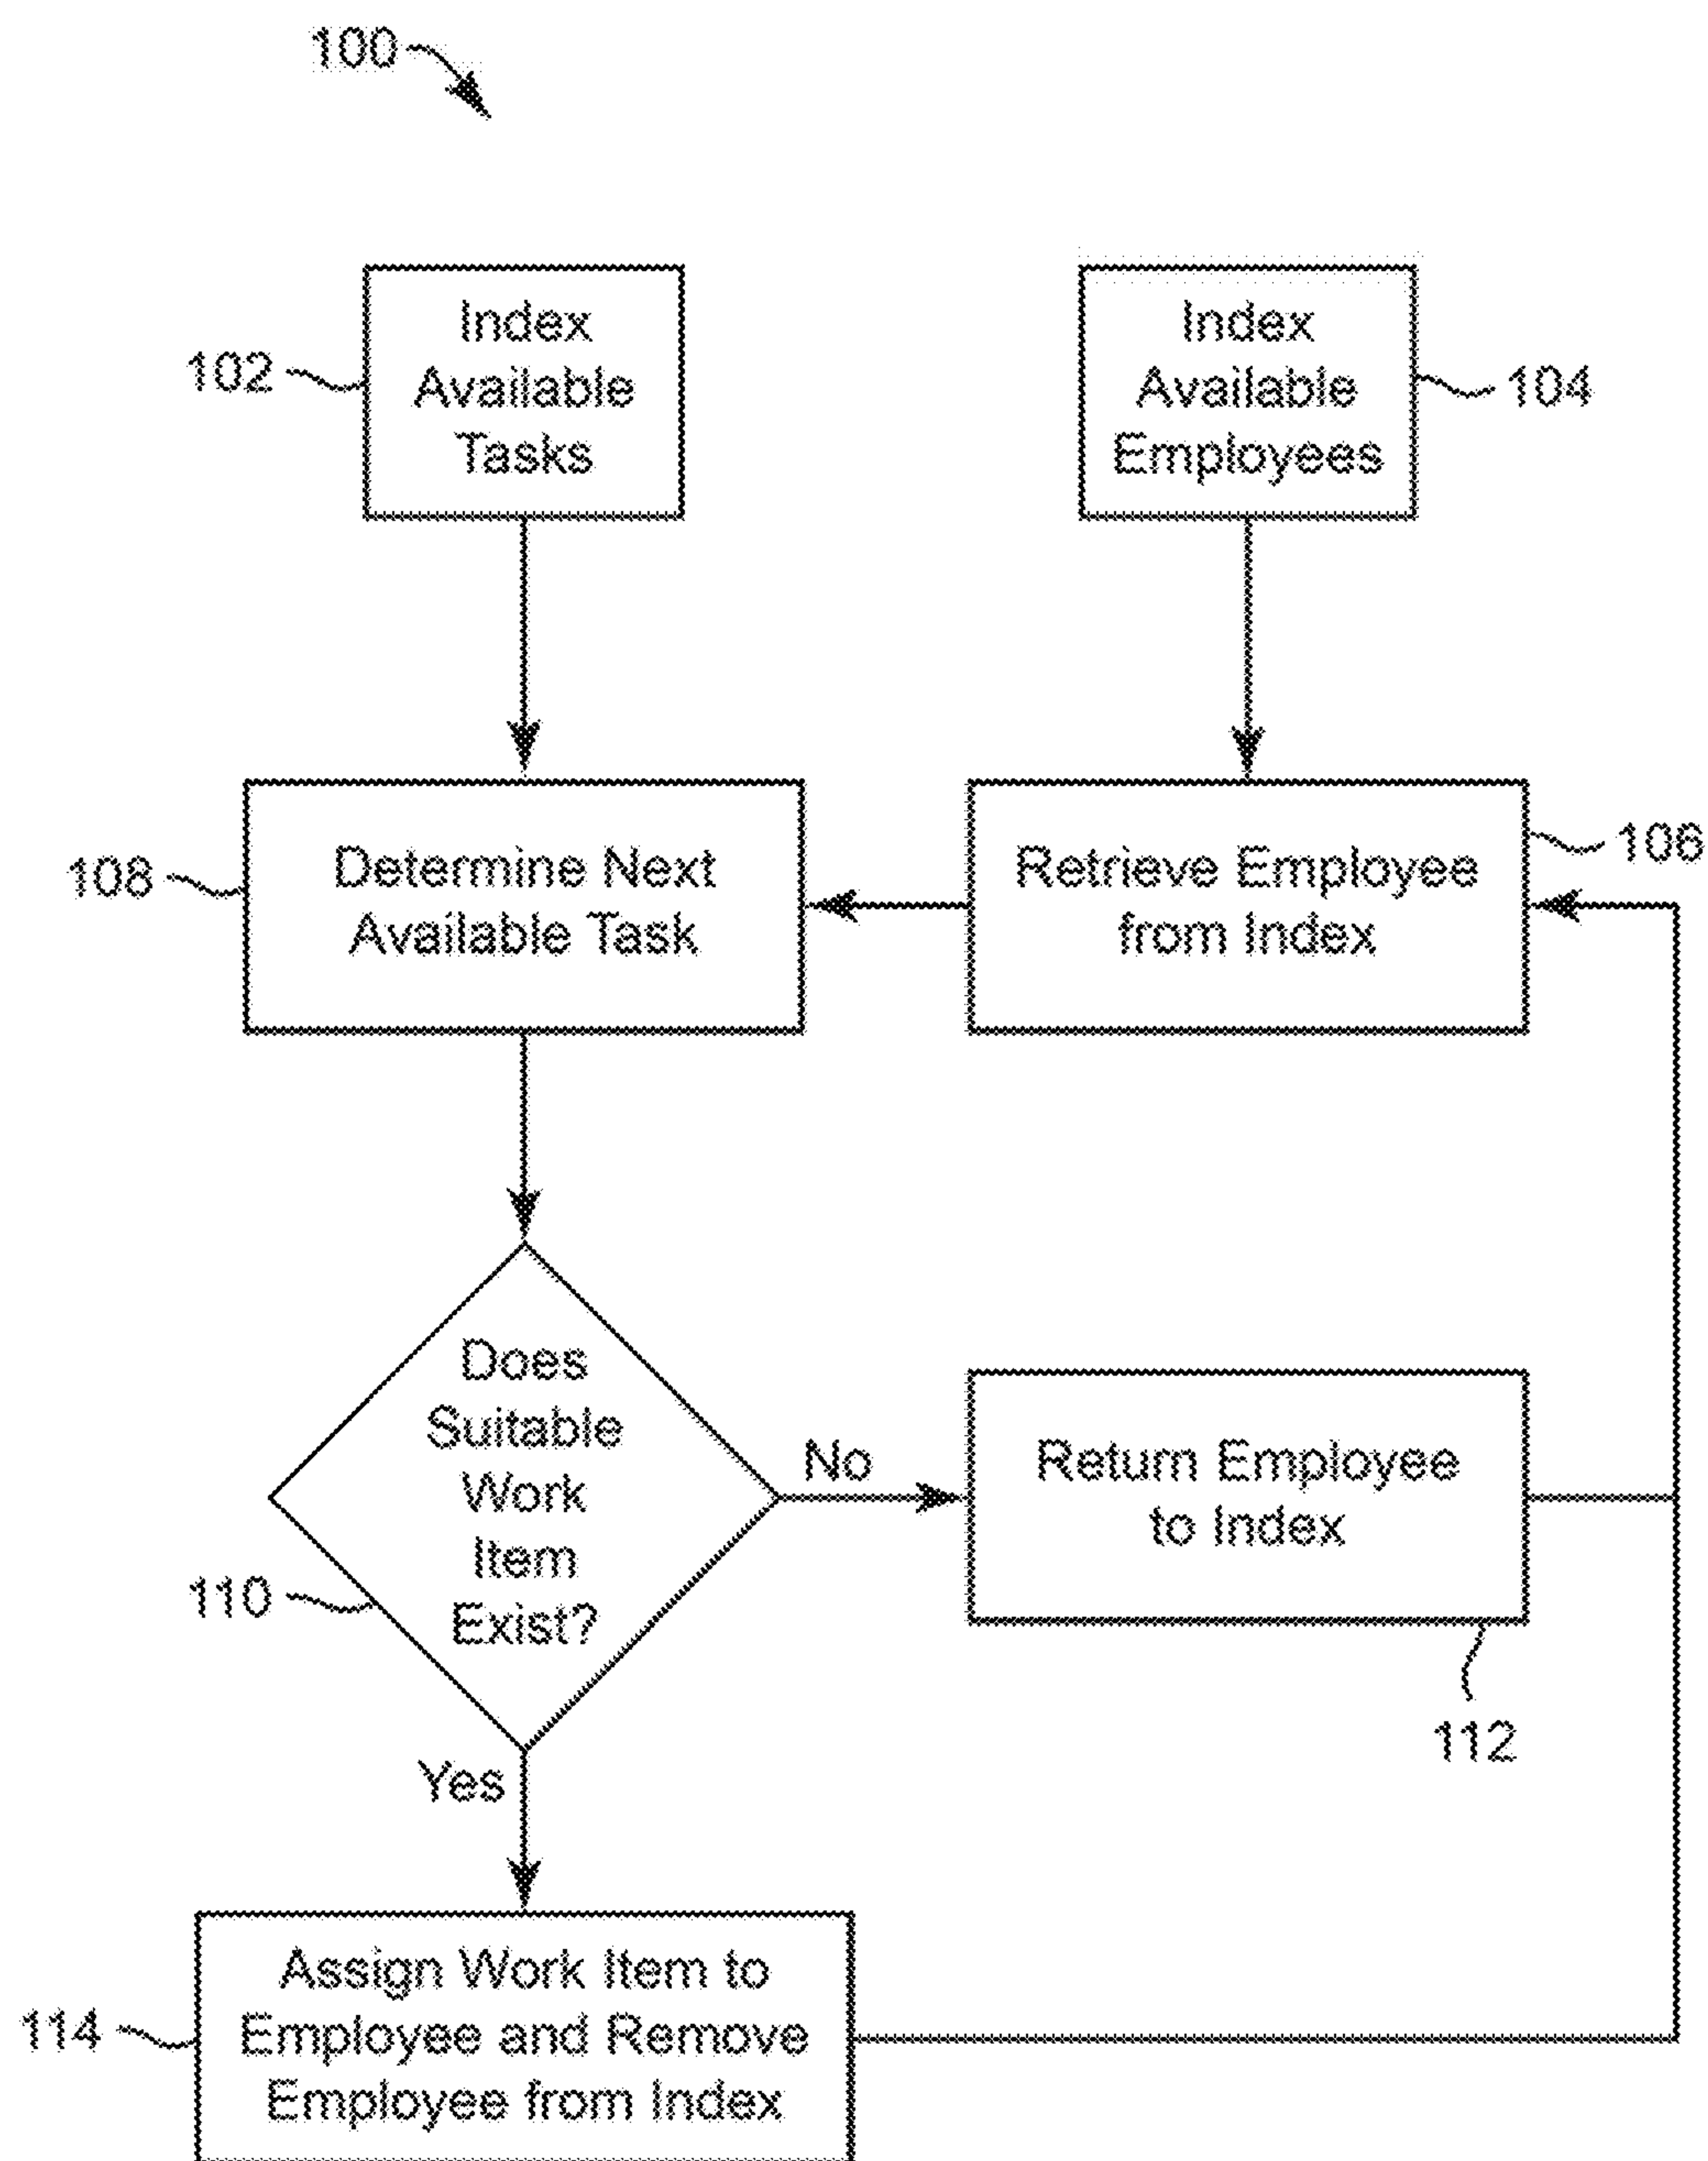 100
102
Index
Available
Tasks
Index
Available
Employees
104
108
Determine Next
Available Task
Retrieve Employee
from Index
106
110
Does
Suitable
Work
Item
Exist?
No
Return Employee
to Index
112
Yes
114
Assign Work Item to
Employee and Remove
Employee from Index